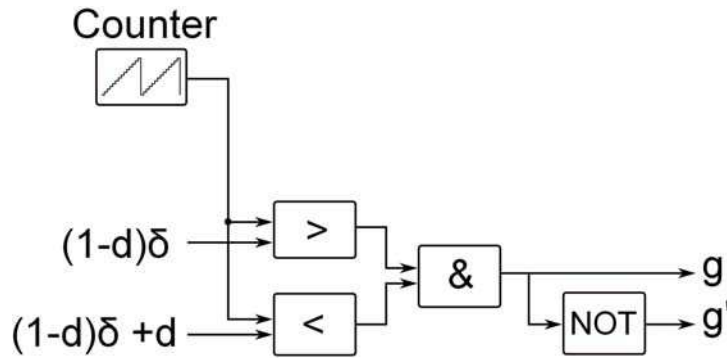 Counter
(1-d)δ
>
&
g
(1-d)δ +d
<
NOT
g'